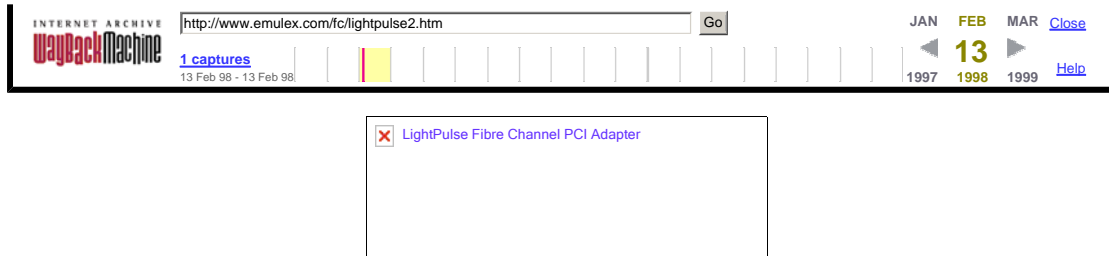 INTERNET ARCHIVE
WayBackMachine
http://www.emulex.com/fc/lightpulse2.htm Go
1 captures
13 Feb 98 - 13 Feb 98
JAN FEB MAR
13
1997 1998 1999
Close
Help
LightPulse Fibre Channel PCI Adapter